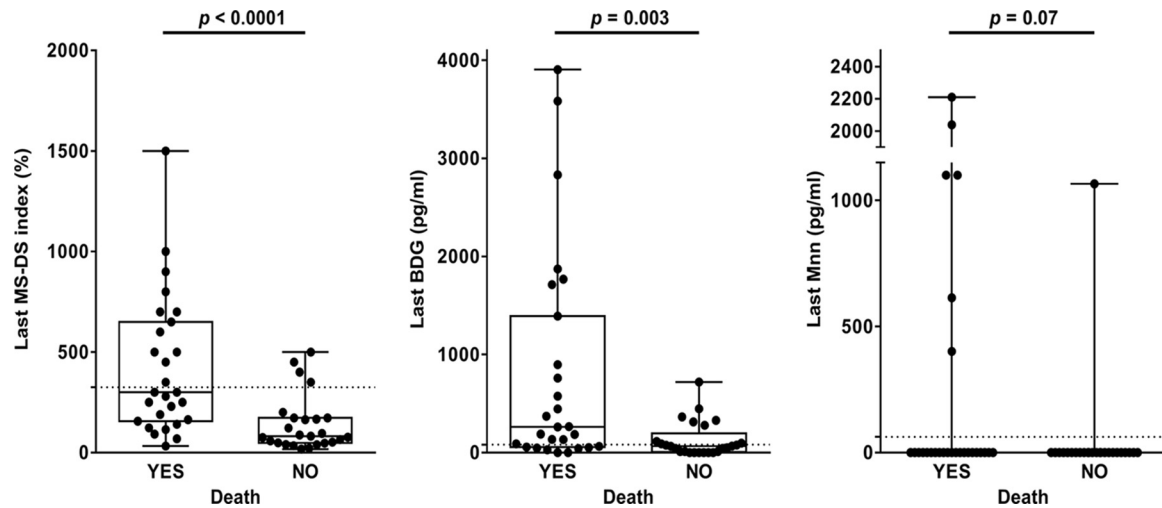 p < 0.0001
2000
1500
1000
500
0
Last MS-DS index (%)
YES
NO
Death
p = 0.003
4000
3000
2000
1000
0
Last BDG (pg/ml)
YES
NO
Death
p = 0.07
2400
2200
2000
1000
500
0
Last Mnn (pg/ml)
YES
NO
Death